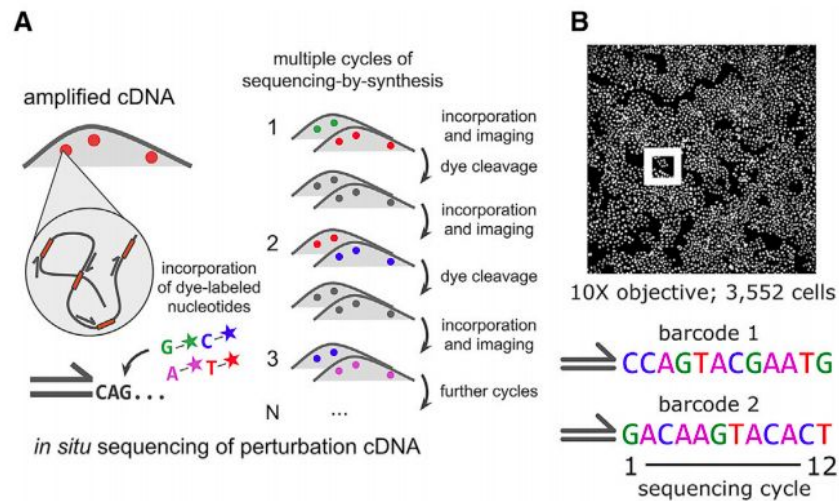 A
amplified cDNA
incorporation
of dye-labeled
nucleotides
G C
A T
CAG...
multiple cycles of
sequencing-by-synthesis
1
incorporation
and imaging
dye cleavage
incorporation
and imaging
2
dye cleavage
incorporation
and imaging
3
further cycles
N ...
in situ sequencing of perturbation cDNA
B
10X objective; 3,552 cells
barcode 1
CCAGTACGAATG
barcode 2
GACAAGTACACT
1 12
sequencing cycle